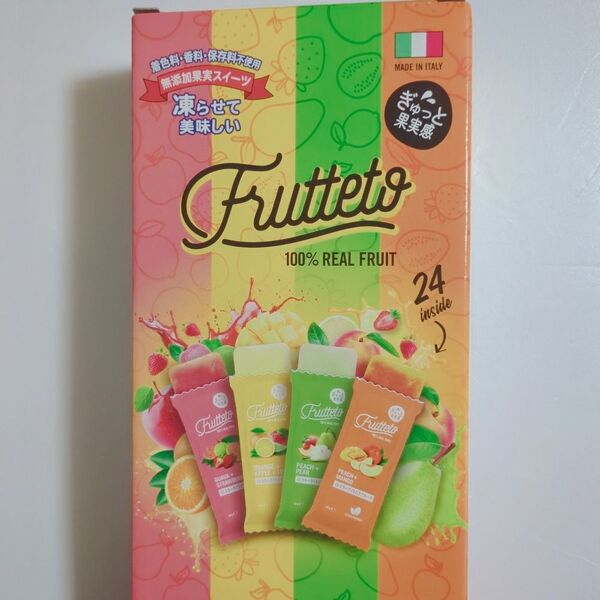 着色料・香料・保存料不使用
無添加果実スイーツ
凍らせて
美味しい
MADE IN ITALY
ぎゅっと
果実感
Frutteto
100% REAL FRUIT
24
inside
Frutteto
Frutteto
Frutteto
Frutteto
PEACH +
PEAR
PEACH +
MANGO